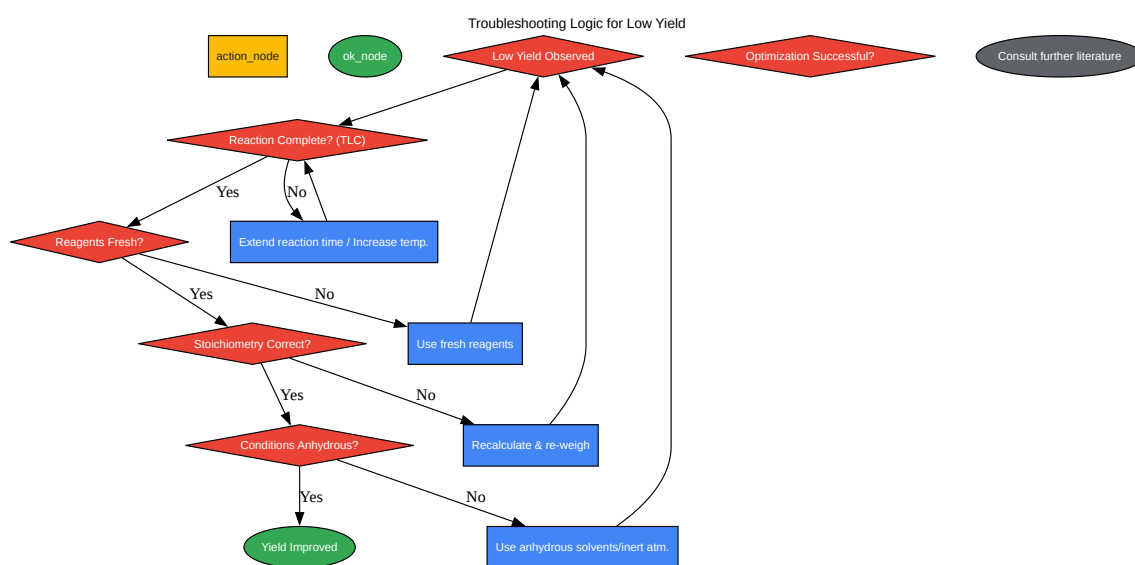 Troubleshooting Logic for Low Yield
action_node
ok_node
Low Yield Observed
Optimization Successful?
Consult further literature
Reaction Complete? (TLC)
Yes
No
Reagents Fresh?
Extend reaction time / Increase temp.
Yes
No
Stoichiometry Correct?
Use fresh reagents
Yes
No
Conditions Anhydrous?
Recalculate & re-weigh
Yes
No
Yield Improved
Use anhydrous solvents/inert atm.